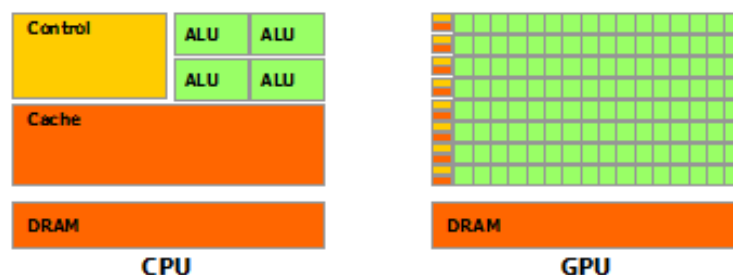 Control
ALU ALU
ALU ALU
Cache
DRAM
CPU
DRAM
GPU